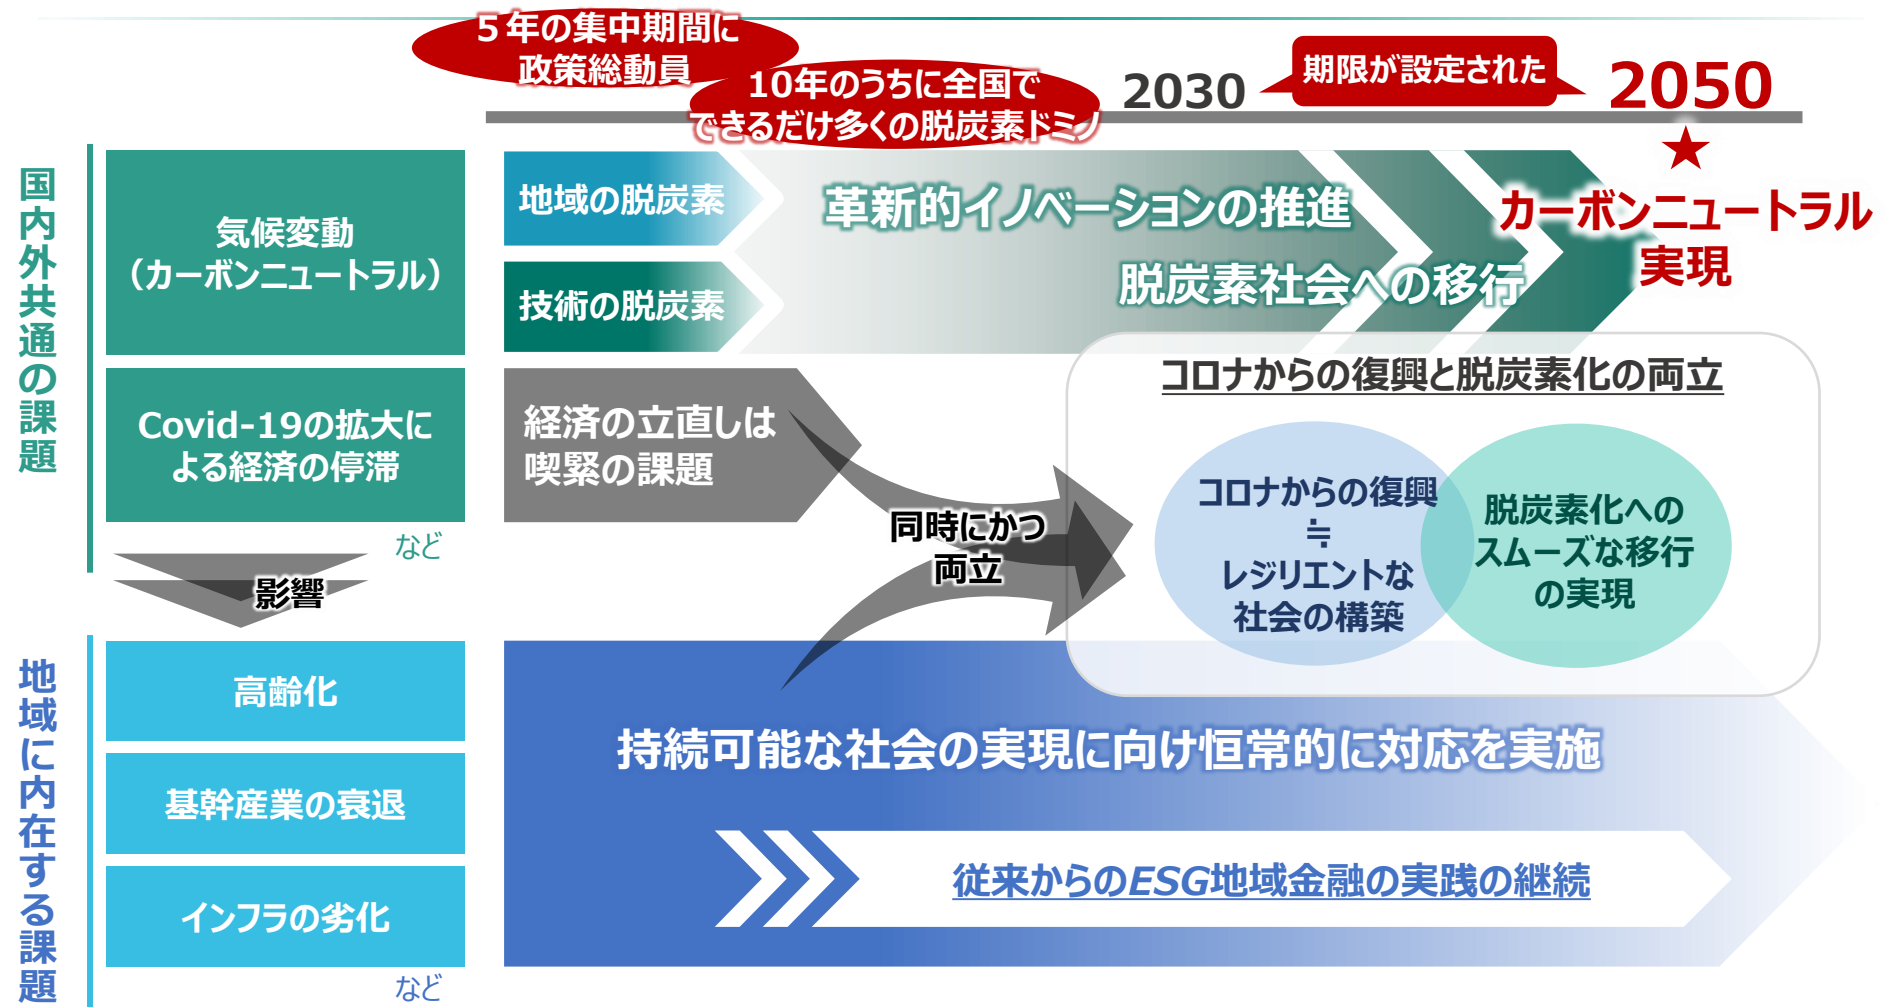 ５年の集中期間に
政策総動員
10年のうちに全国で
できるだけ多くの脱炭素ドミノ
2030
期限が設定された
2050
★
国内外共通の課題
気候変動
（カーボンニュートラル）
地域の脱炭素
技術の脱炭素
革新的イノベーションの推進
脱炭素社会への移行
カーボンニュートラル
実現
Covid-19の拡大に
よる経済の停滞
など
経済の立直しは
喫緊の課題
同時にかつ
両立
コロナからの復興と脱炭素化の両立
コロナからの復興
≒
レジリエントな
社会の構築
脱炭素化への
スムーズな移行
の実現
影響
地域に内在する課題
高齢化
基幹産業の衰退
インフラの劣化
など
持続可能な社会の実現に向け恒常的に対応を実施
従来からのESG地域金融の実践の継続